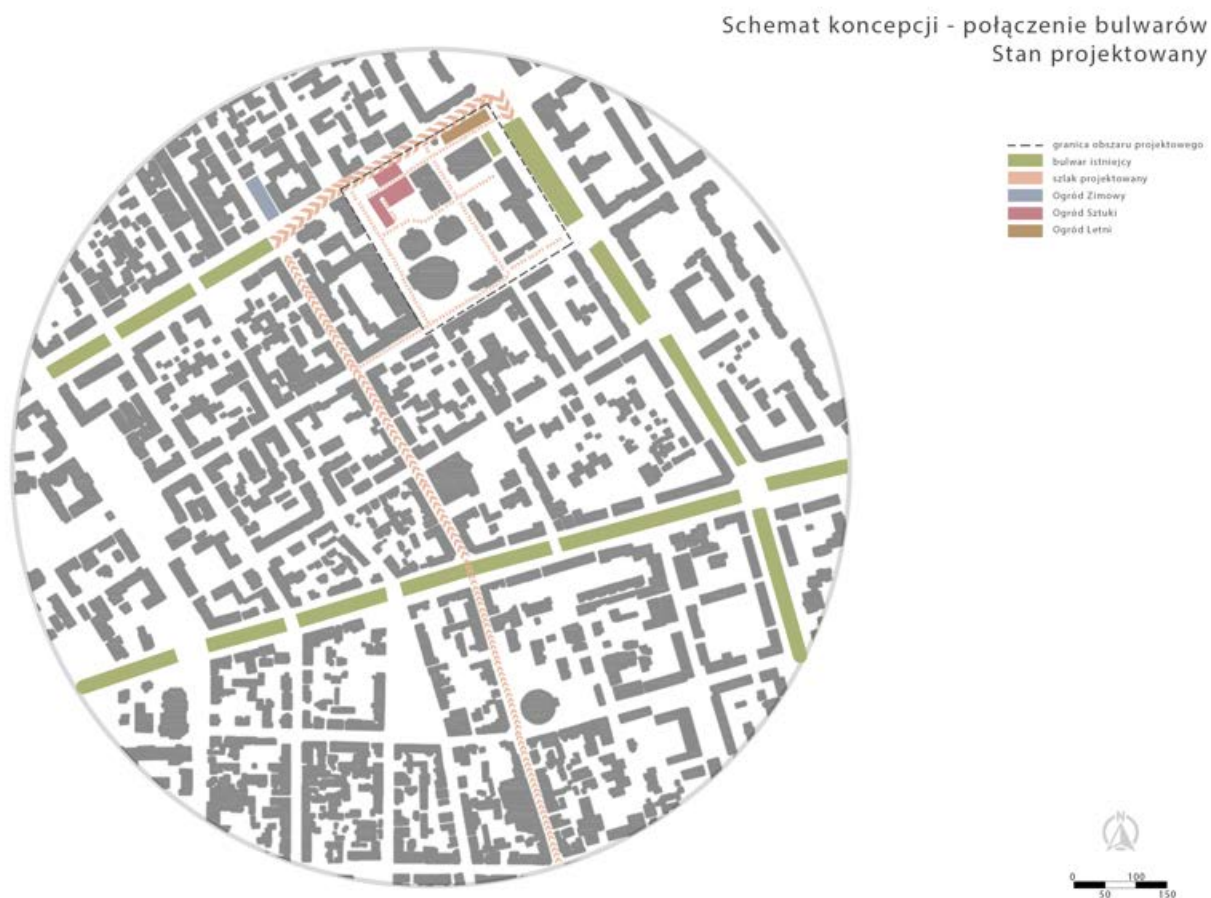 Schemat koncepcji - połączenie bulwarów
Stan projektowany
granica obszaru projektowego
bulwar istniejcy
szlak projektowany
Ogród Zimowy
Ogród Sztuki
Ogród Letni
N
0 100
50 150